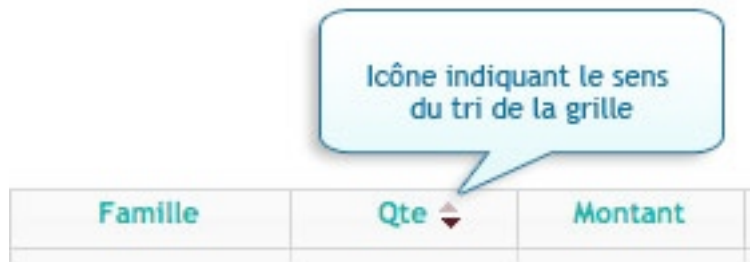 Icône indiquant le sens
du tri de la grille
Famille Qte Montant